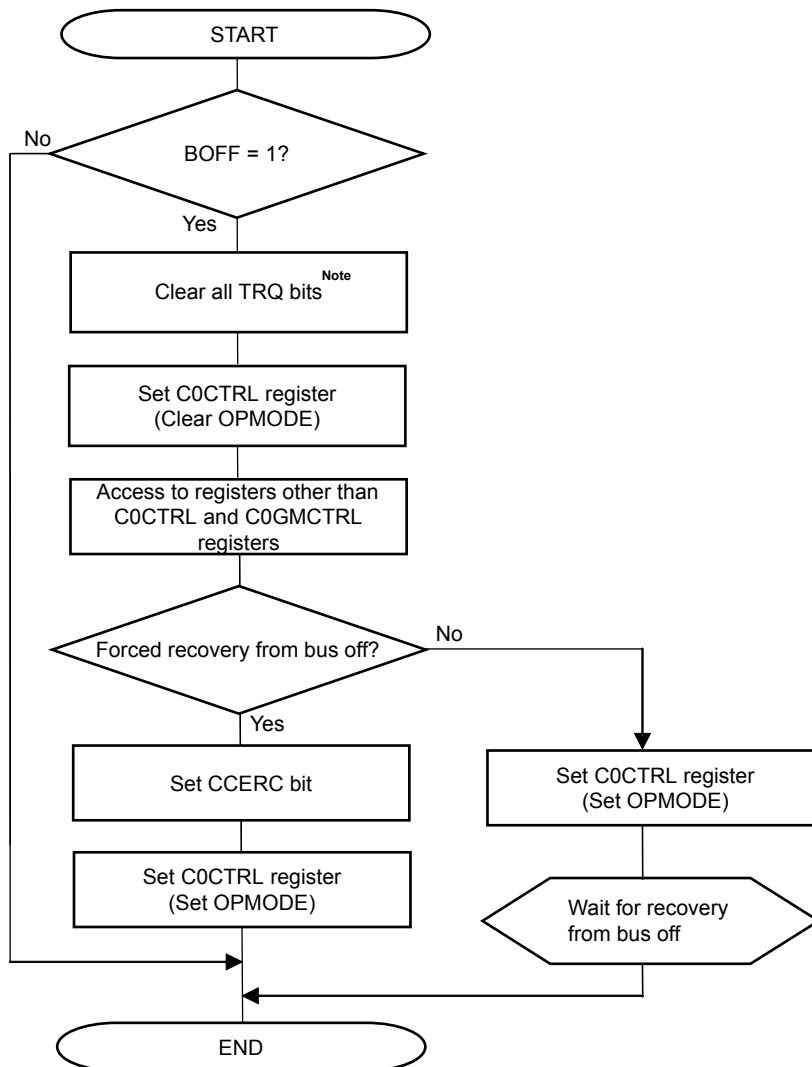 START
No
BOFF = 1?
Yes
Clear all TRQ bits Note
Set C0CTRL register
(Clear OPMODE)
Access to registers other than
C0CTRL and C0GMCTRL
registers
Forced recovery from bus off?
No
Yes
Set CCERC bit
Set C0CTRL register
(Set OPMODE)
Set C0CTRL register
(Set OPMODE)
Wait for recovery
from bus off
END